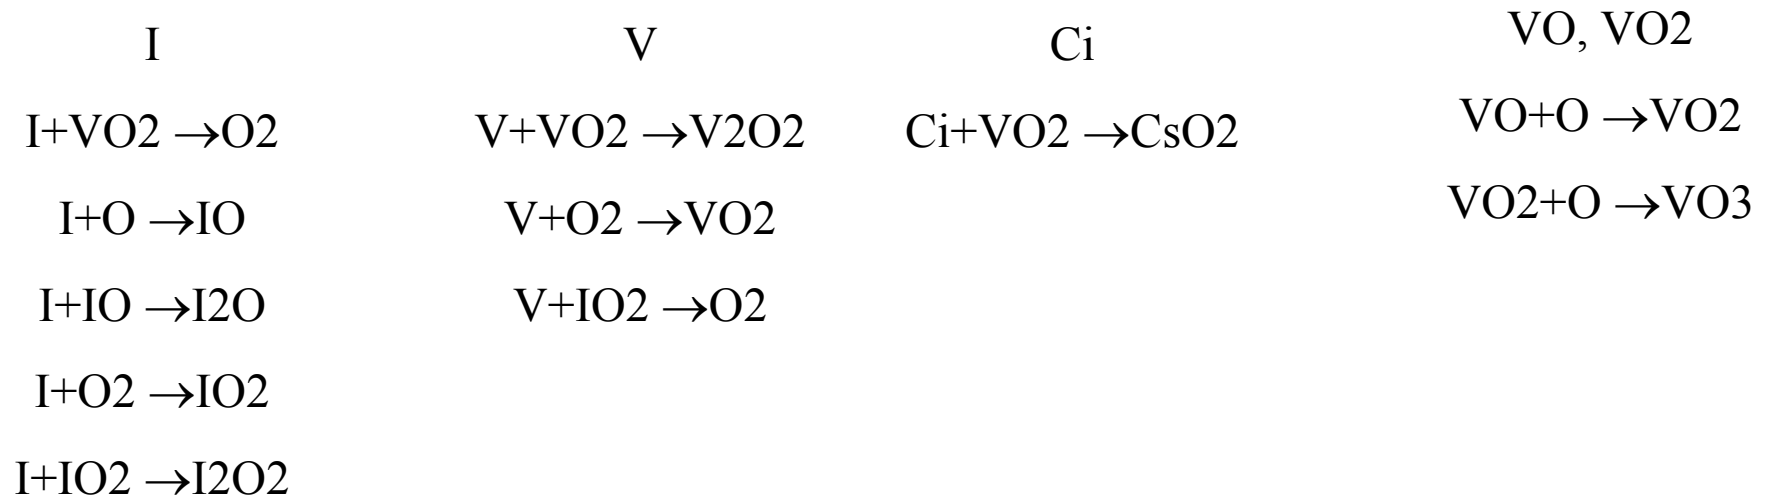 I
I+VO2 →O2
I+O →IO
I+IO →I2O
I+O2 →IO2
I+IO2 →I2O2
V
V+VO2 →V2O2
V+O2 →VO2
V+IO2 →O2
Ci
Ci+VO2 →CsO2
VO, VO2
VO+O →VO2
VO2+O →VO3